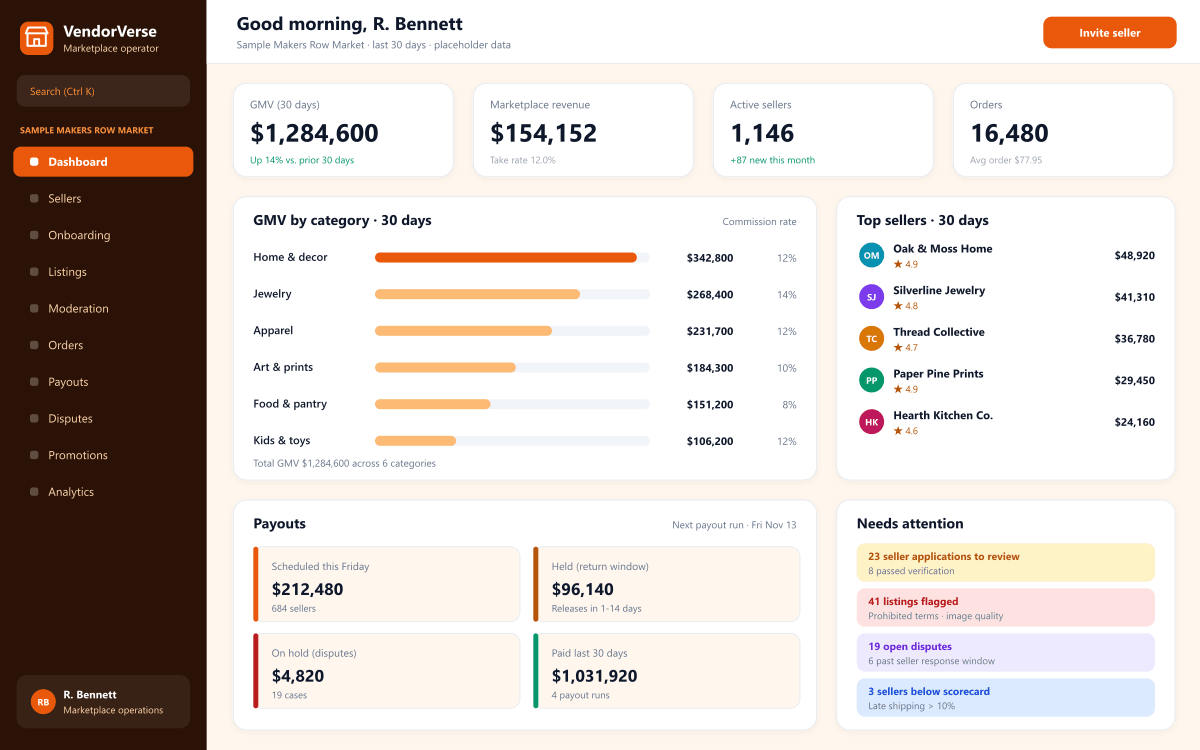 VendorVerse
Marketplace operator
Search (Ctrl K)
SAMPLE MAKERS ROW MARKET
Dashboard
Sellers
Onboarding
Listings
Moderation
Orders
Payouts
Disputes
Promotions
Analytics
RB
R. Bennett
Marketplace operations
Good morning, R. Bennett
Sample Makers Row Market · last 30 days · placeholder data
Invite seller
GMV (30 days)
$1,284,600
Up 14% vs. prior 30 days
Marketplace revenue
$154,152
Take rate 12.0%
Active sellers
1,146
+87 new this month
Orders
16,480
Avg order $77.95
GMV by category · 30 days
Commission rate
Home & decor $342,800 12%
Jewelry $268,400 14%
Apparel $231,700 12%
Art & prints $184,300 10%
Food & pantry $151,200 8%
Kids & toys $106,200 12%
Total GMV $1,284,600 across 6 categories
Top sellers · 30 days
OM Oak & Moss Home $48,920
★ 4.9
SJ Silverline Jewelry $41,310
★ 4.8
TC Thread Collective $36,780
★ 4.7
PP Paper Pine Prints $29,450
★ 4.9
HK Hearth Kitchen Co. $24,160
★ 4.6
Payouts
Next payout run · Fri Nov 13
Scheduled this Friday
$212,480
684 sellers
Held (return window)
$96,140
Releases in 1-14 days
On hold (disputes)
$4,820
19 cases
Paid last 30 days
$1,031,920
4 payout runs
Needs attention
23 seller applications to review
8 passed verification
41 listings flagged
Prohibited terms · image quality
19 open disputes
6 past seller response window
3 sellers below scorecard
Late shipping > 10%